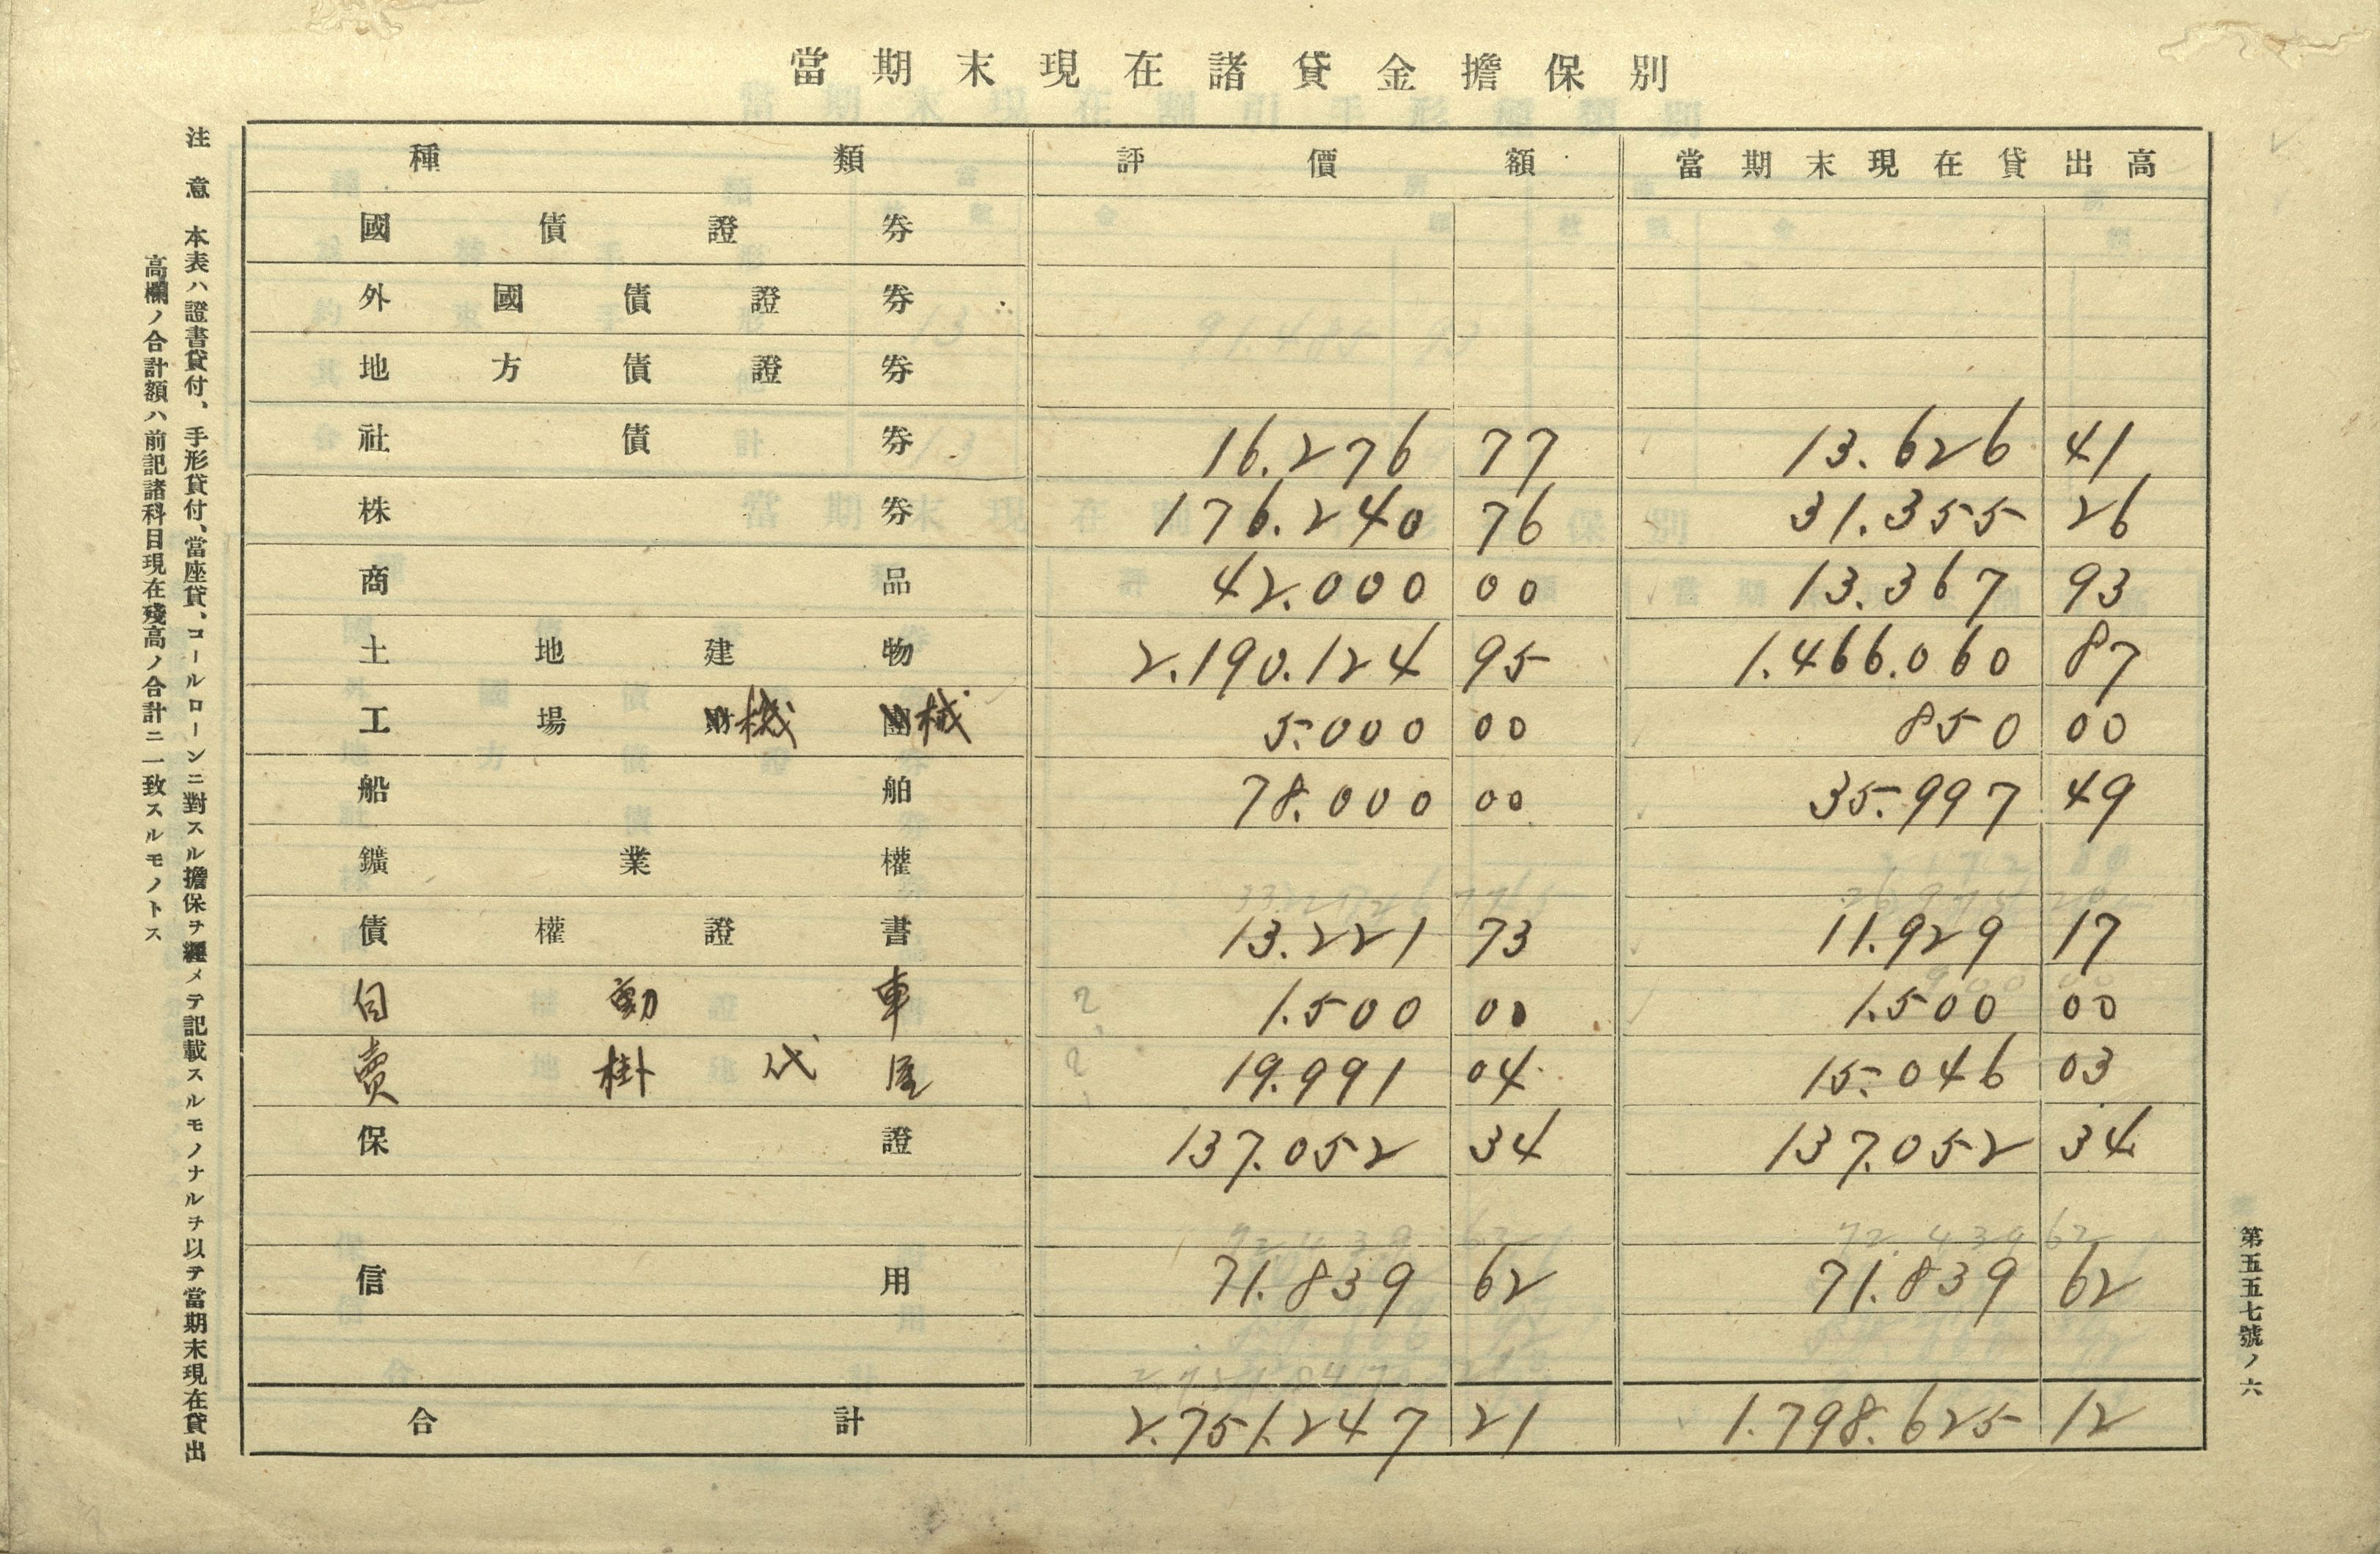 當期末現在諸貸金擔保別
種類 評價額 當期末現在貸出高
國債證券
外國債證券
地方債證券
社債券 16.276 77 13.626 41
株券 176.240 76 31.355 26
商品 42.000 00 13.367 93
土地建物 2.190.124 95 1.466.060 87
工場機械 5.000 00 850 00
船舶 78.000 00 35.997 49
鑛業權
債權證書 13.221 73 11.929 17
自動車 1.500 00 1.500 00
賣掛代 19.991 04 15.046 03
保證 137.052 34 137.052 34
信用 71.839 62 71.839 62
合計 2.751.247 21 1.798.625 12
注意 本表ハ證書貸付、手形貸付、當座貸、コールローンニ對スル擔保ヲ纒メテ記載スルモノナルヲ以テ當期末現在貸出
高欄ノ合計額ハ前記諸科目現在殘高ノ合計ニ一致スルモノトス
第五五七號ノ六